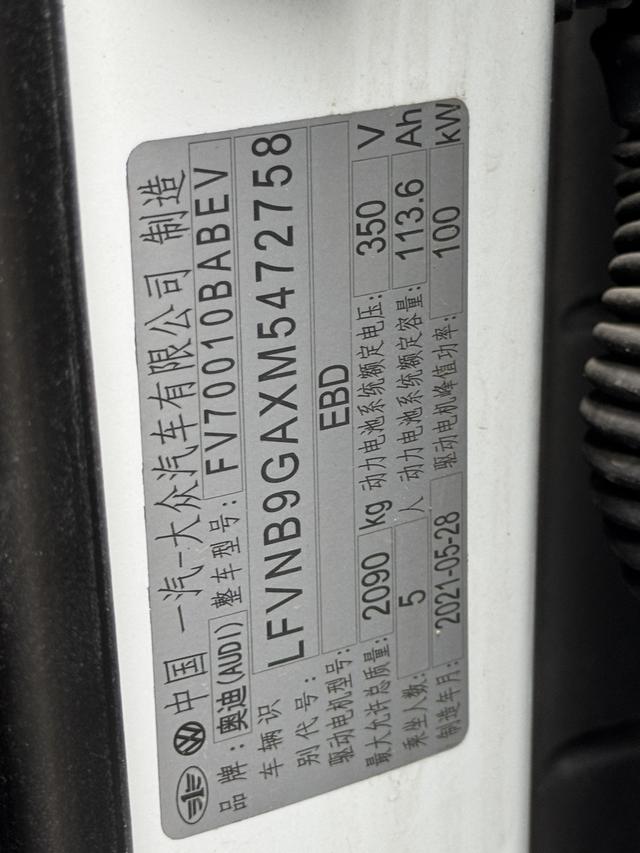 中国 一汽-大众汽车有限公司 制造
品牌:奥迪(AUDI) 整车型号: FV70010BABEV
车辆识别代号: LFVNB9GAXM5472758
驱动电机型号: EBD
最大允许总质量: 2090 kg 动力电池系统额定电压: 350 V
乘坐人数: 5 人 动力电池系统额定容量: 113.6 Ah
制造年月: 2021-05-28 驱动电机峰值功率: 100 kW